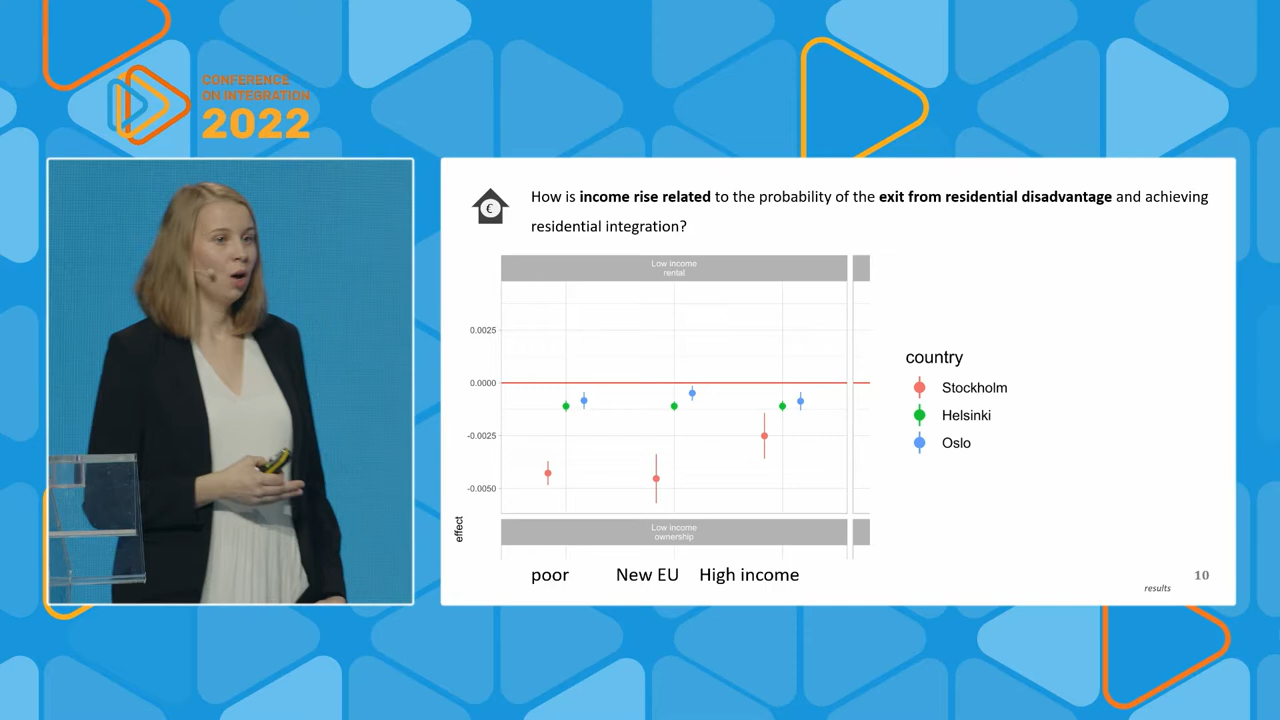 CONFERENCE
ON INTEGRATION
2022
How is income rise related to the probability of the exit from residential disadvantage and achieving
residential integration?
€
Low income
rental
0.0025
0.0000
-0.0025
-0.0050
effect
Low income
ownership
poor New EU High income
country
Stockholm
Helsinki
Oslo
10
results